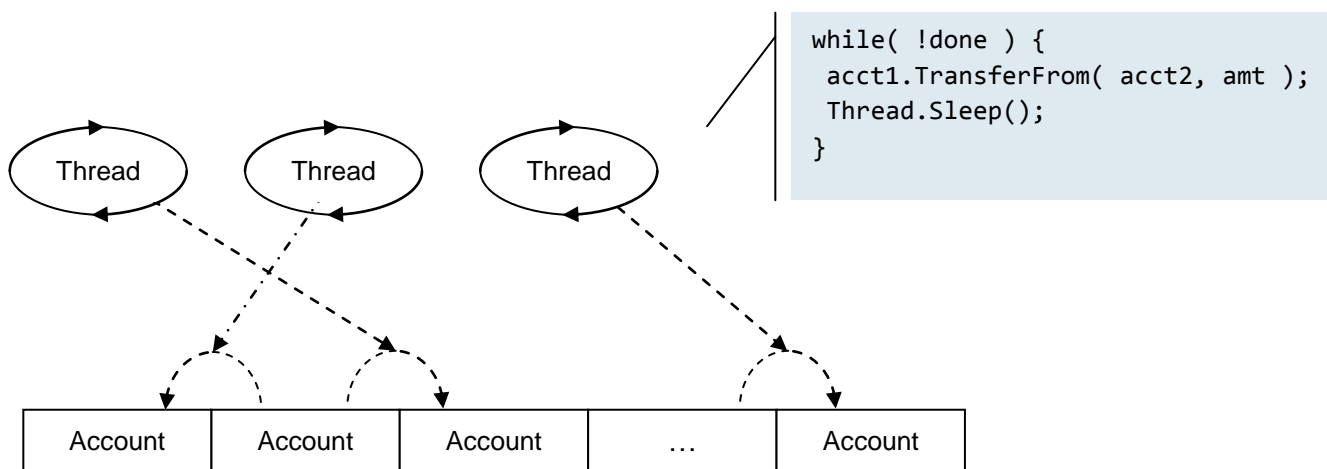 while( !done ) {
 acct1.TransferFrom( acct2, amt );
 Thread.Sleep();
}
Thread Thread Thread
Account Account Account … Account